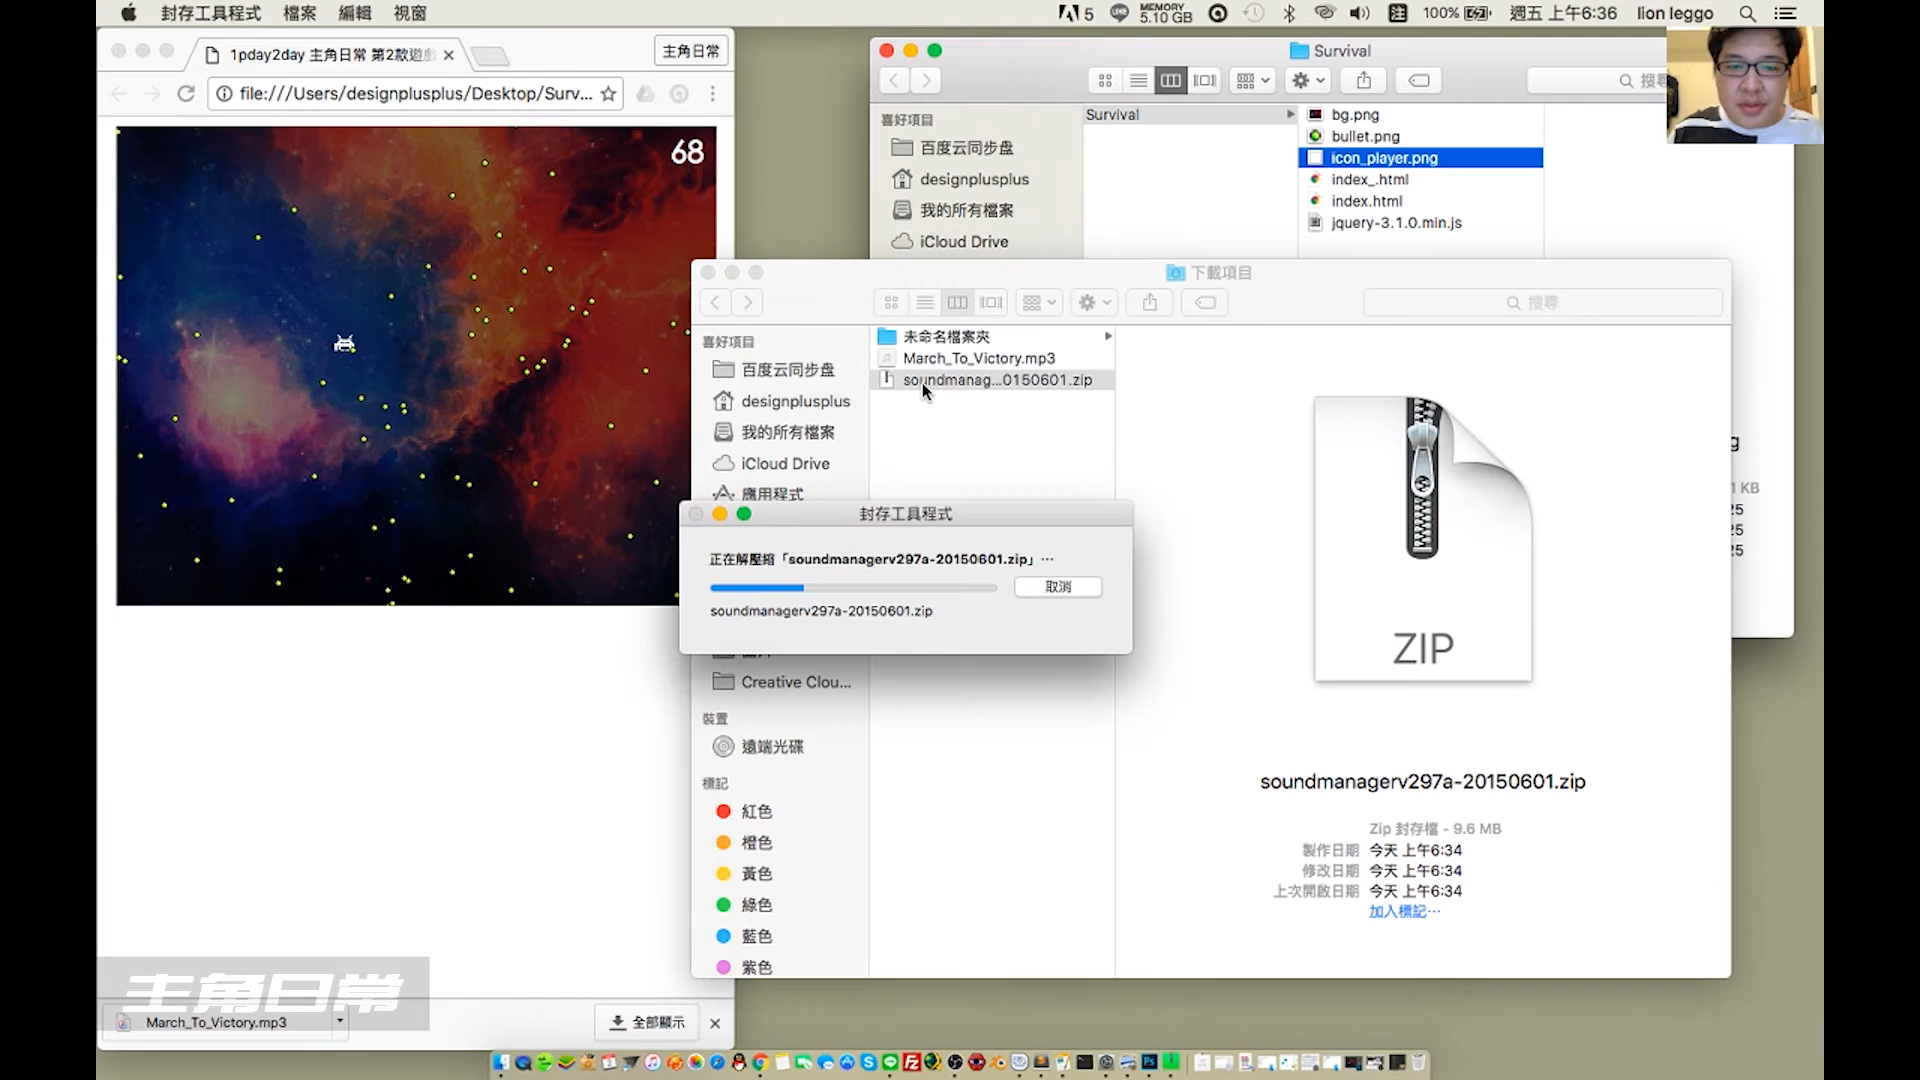 封存工具程式 檔案 編輯 視窗
5 MEMORY 5.10 GB 100% 週五 上午6:36 lion leggo
1pday2day 主角日常 第2款遊戲
主角日常
file:///Users/designplusplus/Desktop/Surv...
68
Survival
搜尋
喜好項目
百度云同步盘
designplusplus
我的所有檔案
iCloud Drive
Survival
bg.png
bullet.png
icon_player.png
index_.html
index.html
jquery-3.1.0.min.js
下載項目
搜尋
喜好項目
百度云同步盘
designplusplus
我的所有檔案
iCloud Drive
應用程式
Creative Clou...
裝置
遠端光碟
標記
紅色
橙色
黃色
綠色
藍色
紫色
未命名檔案夾
March_To_Victory.mp3
soundmanag...0150601.zip
封存工具程式
正在解壓縮「soundmanagerv297a-20150601.zip」⋯
取消
soundmanagerv297a-20150601.zip
ZIP
soundmanagerv297a-20150601.zip
Zip 封存檔 - 9.6 MB
製作日期 今天 上午6:34
修改日期 今天 上午6:34
上次開啟日期 今天 上午6:34
加入標記⋯
g
1 KB
25
25
25
主角日常
March_To_Victory.mp3
全部顯示